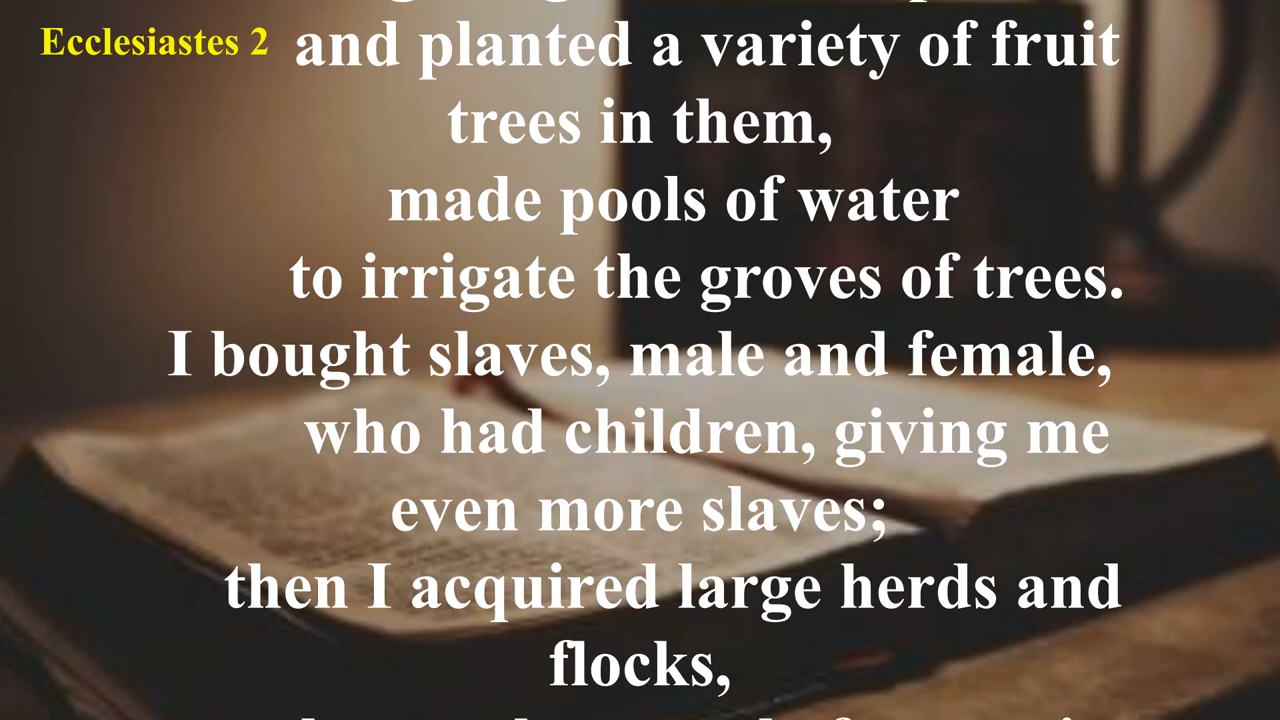 Ecclesiastes 2
and planted a variety of fruit
trees in them,
made pools of water
to irrigate the groves of trees.
I bought slaves, male and female,
who had children, giving me
even more slaves;
then I acquired large herds and
flocks,